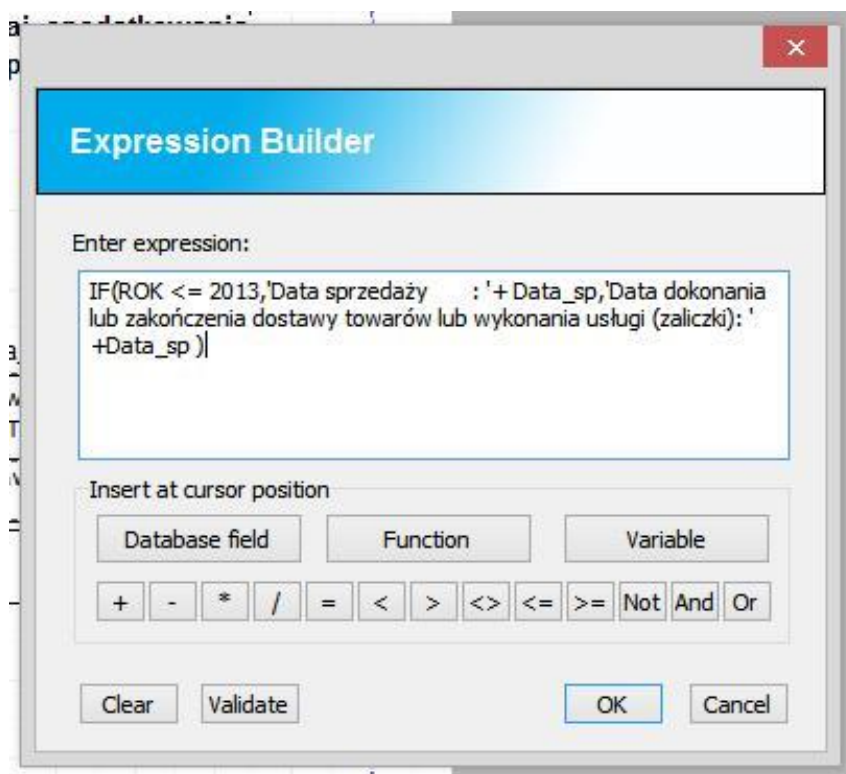 Expression Builder
Enter expression:
IF(ROK <= 2013,'Data sprzedaży : '+ Data_sp,'Data dokonania
lub zakończenia dostawy towarów lub wykonania usługi (zaliczki): '
+Data_sp )
Insert at cursor position
Database field Function Variable
+ - * / = < > <> <= >= Not And Or
Clear Validate OK Cancel